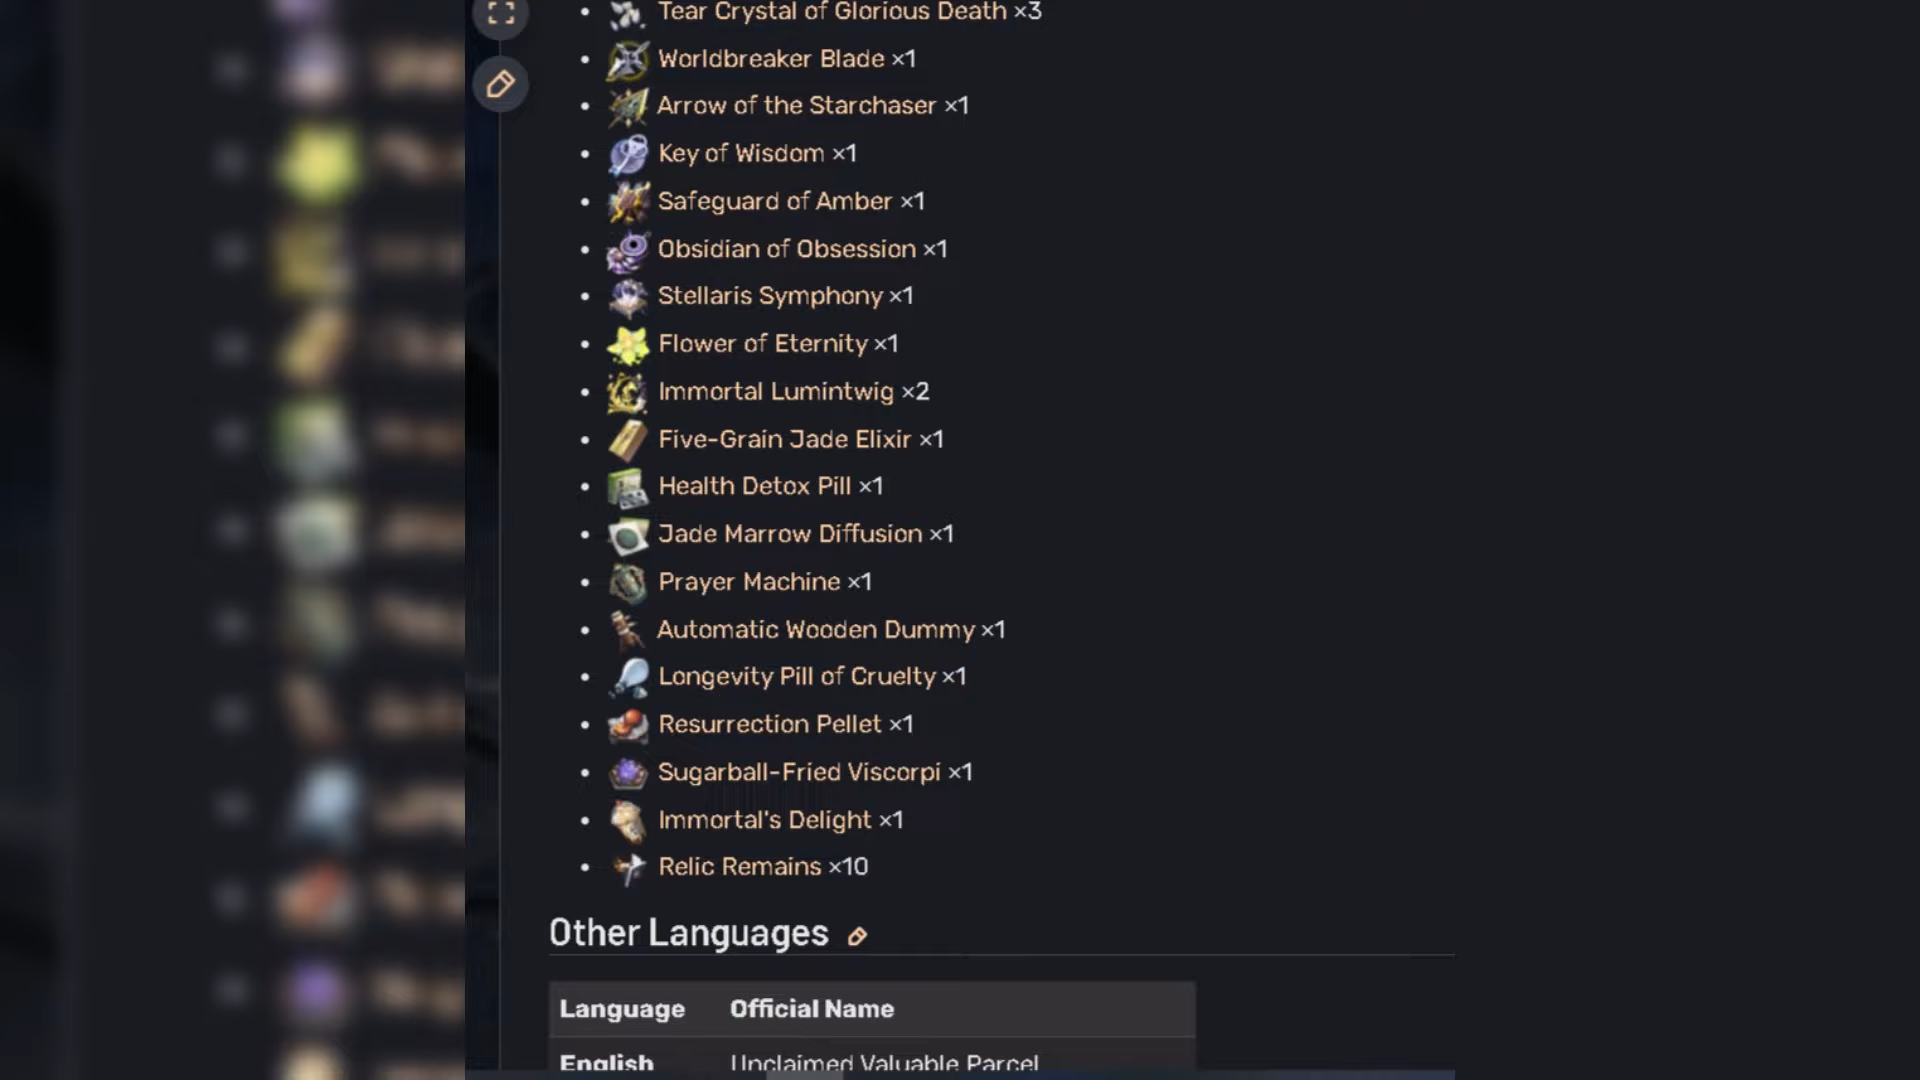 Tear Crystal of Glorious Death ×3
Worldbreaker Blade ×1
Arrow of the Starchaser ×1
Key of Wisdom ×1
Safeguard of Amber ×1
Obsidian of Obsession ×1
Stellaris Symphony ×1
Flower of Eternity ×1
Immortal Lumintwig ×2
Five-Grain Jade Elixir ×1
Health Detox Pill ×1
Jade Marrow Diffusion ×1
Prayer Machine ×1
Automatic Wooden Dummy ×1
Longevity Pill of Cruelty ×1
Resurrection Pellet ×1
Sugarball-Fried Viscorpi ×1
Immortal's Delight ×1
Relic Remains ×10
Other Languages
Language Official Name
English Unclaimed Valuable Parcel